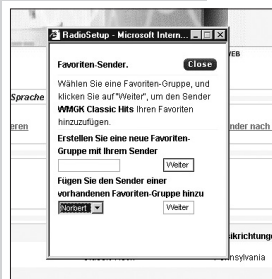 RadioSetup - Microsoft Intern...
Favoriten-Sender.
Close
Wählen Sie eine Favoriten-Gruppe, und
klicken Sie auf "Weiter", um den Sender
WMGK Classic Hits Ihren Favoriten
hinzuzufügen.
Erstellen Sie eine neue Favoriten-
Gruppe mit Ihrem Sender
Weiter
Fügen Sie den Sender einer
vorhandenen Favoriten-Gruppe hinzu
Norbert
Weiter
Sprache
eren
nder nach
sikrichtunge
nsylvania